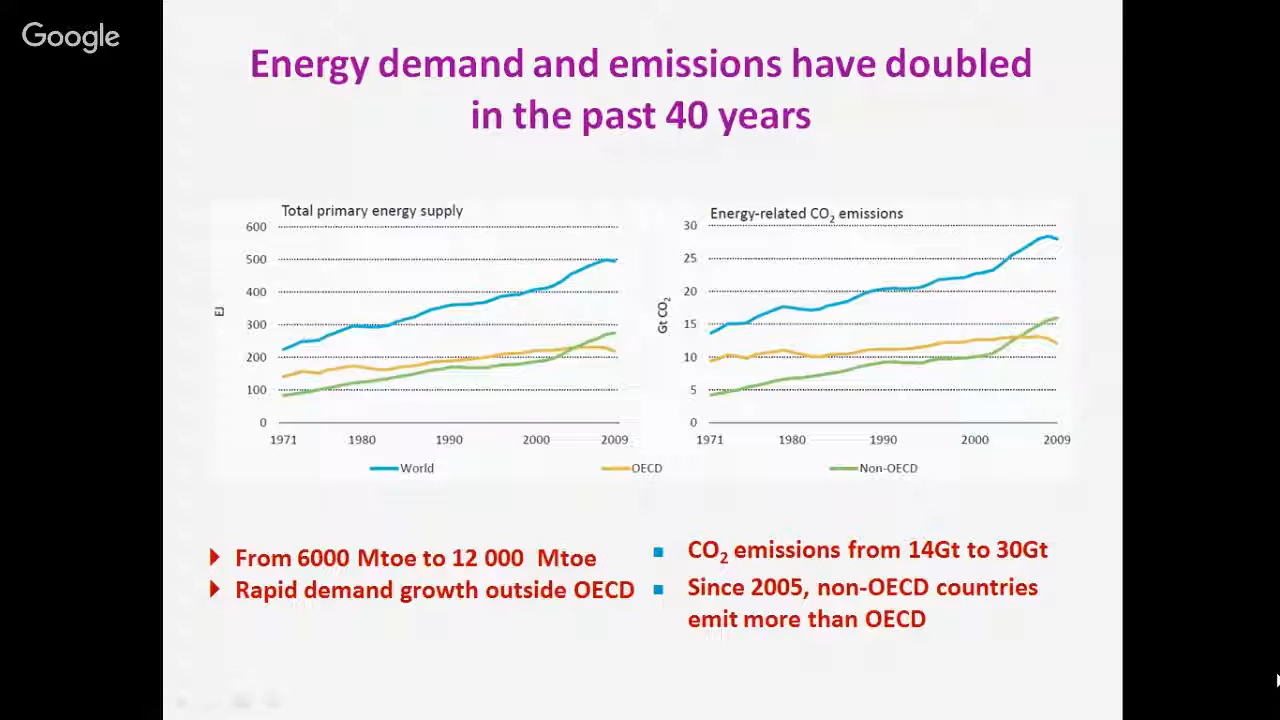 Google
Energy demand and emissions have doubled
in the past 40 years
Total primary energy supply
600
500
400
300
200
100
0
EJ
1971 1980 1990 2000 2009
Energy-related CO₂ emissions
30
25
20
15
10
5
0
Gt CO₂
1971 1980 1990 2000 2009
World OECD Non-OECD
From 6000 Mtoe to 12 000 Mtoe
Rapid demand growth outside OECD
CO₂ emissions from 14Gt to 30Gt
Since 2005, non-OECD countries
emit more than OECD